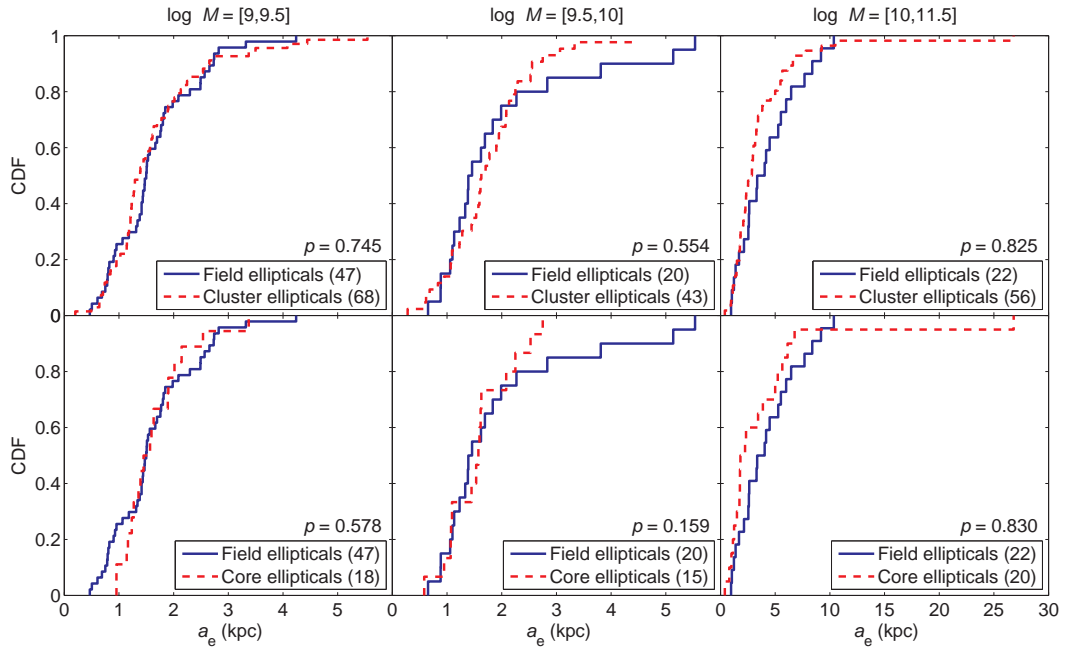 log M = [9,9.5]
log M = [9.5,10]
log M = [10,11.5]
1
0.8
0.6
0.4
0.2
0
CDF
p = 0.745
Field ellipticals (47)
Cluster ellipticals (68)
p = 0.554
Field ellipticals (20)
Cluster ellipticals (43)
p = 0.825
Field ellipticals (22)
Cluster ellipticals (56)
0.8
0.6
0.4
0.2
0
CDF
p = 0.578
Field ellipticals (47)
Core ellipticals (18)
p = 0.159
Field ellipticals (20)
Core ellipticals (15)
p = 0.830
Field ellipticals (22)
Core ellipticals (20)
0 1 2 3 4 5
1 2 3 4 5
0 5 10 15 20 25 30
a_e (kpc)
a_e (kpc)
a_e (kpc)